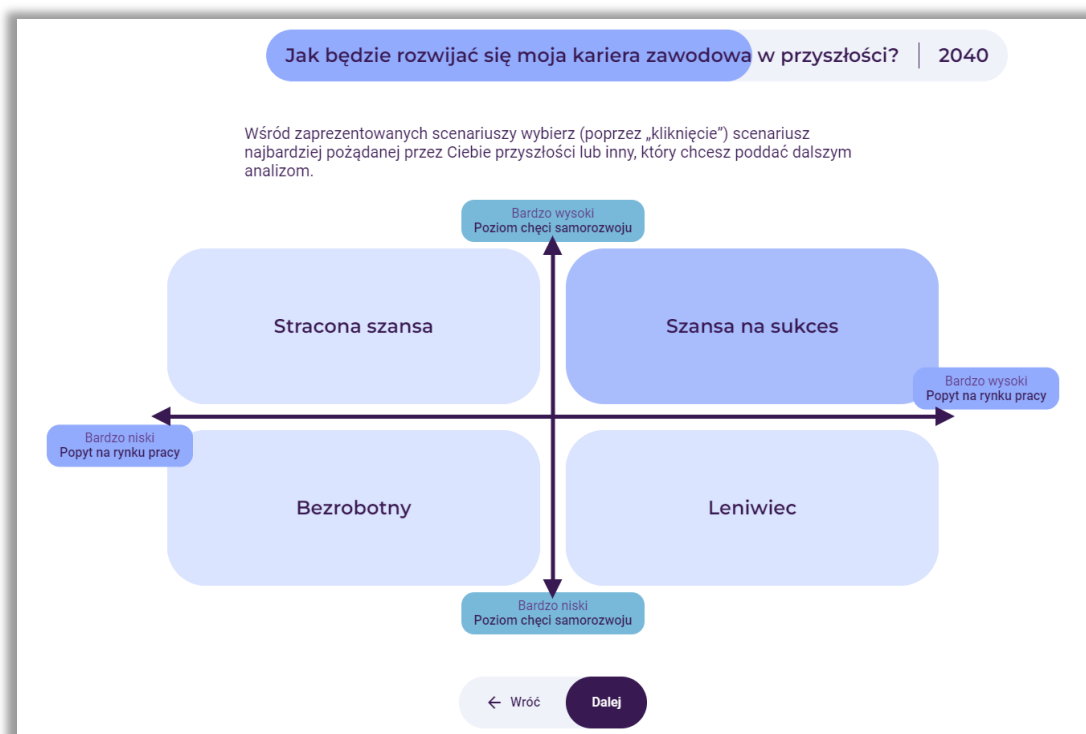 Jak będzie rozwijać się moja kariera zawodowa w przyszłości? | 2040
Wśród zaprezentowanych scenariuszy wybierz (poprzez „kliknięcie”) scenariusz
najbardziej pożądanej przez Ciebie przyszłości lub inny, który chcesz poddać dalszym
analizom.
Bardzo wysoki
Poziom chęci samorozwoju
Stracona szansa
Szansa na sukces
Bardzo wysoki
Popyt na rynku pracy
Bardzo niski
Popyt na rynku pracy
Bezrobotny
Leniwiec
Bardzo niski
Poziom chęci samorozwoju
← Wróć
Dalej